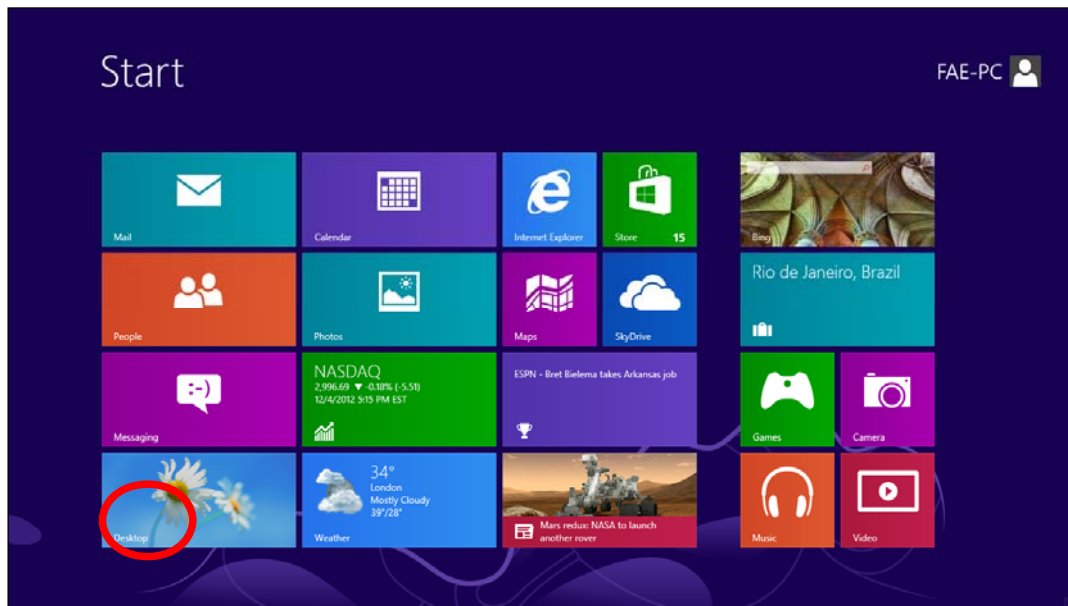 Start
FAE-PC
Mail
Calendar
Internet Explorer
Store
15
Bing
People
Photos
Maps
SkyDrive
Rio de Janeiro, Brazil
Messaging
NASDAQ
2,996.69 ▼ -0.18% (-5.51)
12/4/2012 5:15 PM EST
ESPN - Bret Bielema takes Arkansas job
Games
Camera
Desktop
34°
London
Mostly Cloudy
39°/28°
Weather
Mars redux: NASA to launch
another rover
Music
Video